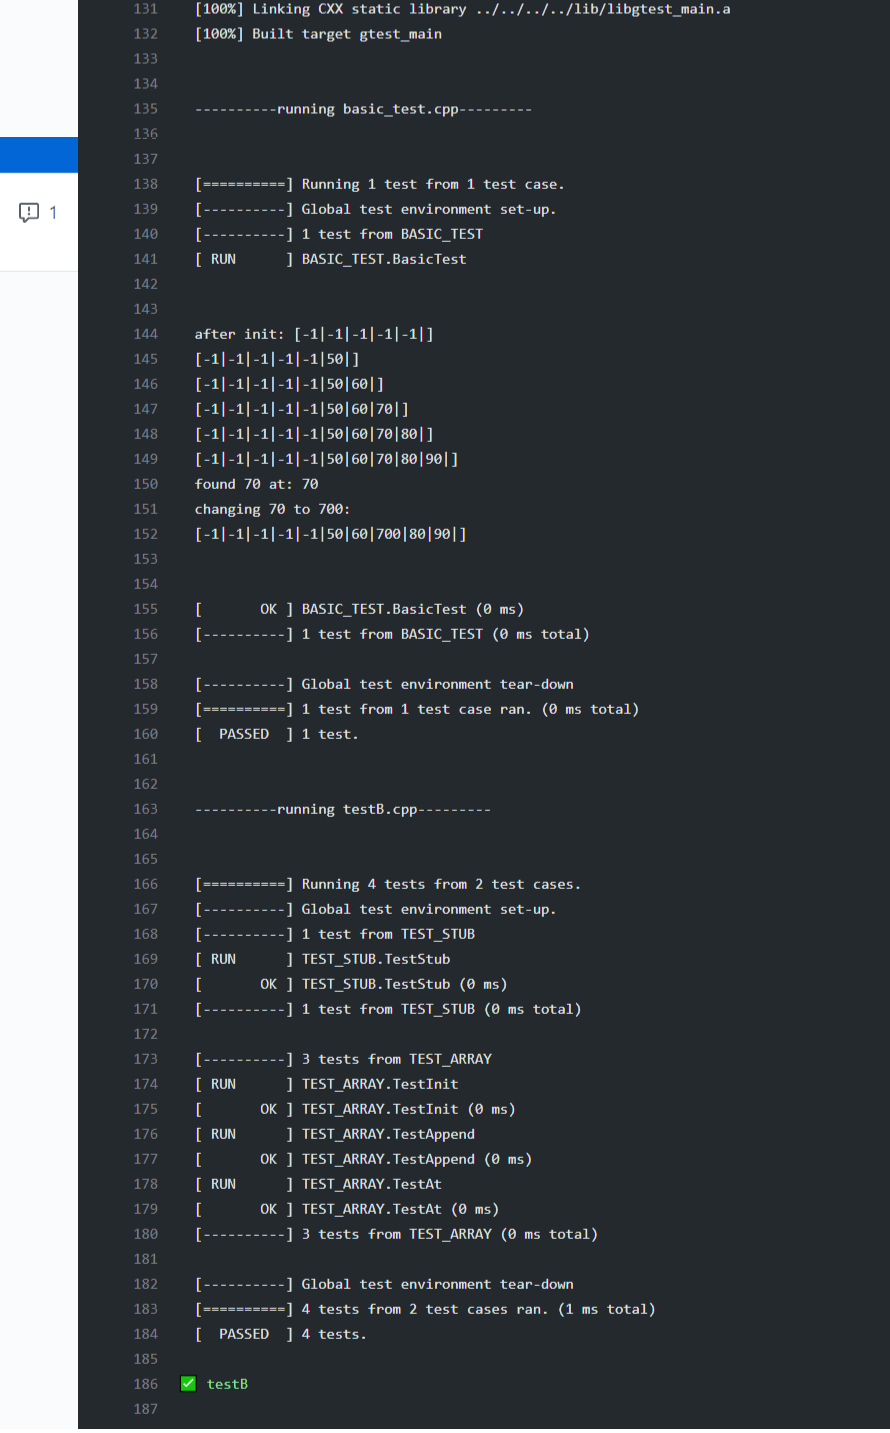 131 [100%] Linking CXX static library ../../../../lib/libgtest_main.a
132 [100%] Built target gtest_main
133
134
135 ----------running basic_test.cpp---------
136
137
138 [==========] Running 1 test from 1 test case.
139 [----------] Global test environment set-up.
1
140 [----------] 1 test from BASIC_TEST
141 [ RUN      ] BASIC_TEST.BasicTest
142
143
144 after init: [-1|-1|-1|-1|-1|]
145 [-1|-1|-1|-1|-1|50|]
146 [-1|-1|-1|-1|-1|50|60|]
147 [-1|-1|-1|-1|-1|50|60|70|]
148 [-1|-1|-1|-1|-1|50|60|70|80|]
149 [-1|-1|-1|-1|-1|50|60|70|80|90|]
150 found 70 at: 70
151 changing 70 to 700:
152 [-1|-1|-1|-1|-1|50|60|700|80|90|]
153
154
155 [       OK ] BASIC_TEST.BasicTest (0 ms)
156 [----------] 1 test from BASIC_TEST (0 ms total)
157
158 [----------] Global test environment tear-down
159 [==========] 1 test from 1 test case ran. (0 ms total)
160 [  PASSED  ] 1 test.
161
162
163 ----------running testB.cpp---------
164
165
166 [==========] Running 4 tests from 2 test cases.
167 [----------] Global test environment set-up.
168 [----------] 1 test from TEST_STUB
169 [ RUN      ] TEST_STUB.TestStub
170 [       OK ] TEST_STUB.TestStub (0 ms)
171 [----------] 1 test from TEST_STUB (0 ms total)
172
173 [----------] 3 tests from TEST_ARRAY
174 [ RUN      ] TEST_ARRAY.TestInit
175 [       OK ] TEST_ARRAY.TestInit (0 ms)
176 [ RUN      ] TEST_ARRAY.TestAppend
177 [       OK ] TEST_ARRAY.TestAppend (0 ms)
178 [ RUN      ] TEST_ARRAY.TestAt
179 [       OK ] TEST_ARRAY.TestAt (0 ms)
180 [----------] 3 tests from TEST_ARRAY (0 ms total)
181
182 [----------] Global test environment tear-down
183 [==========] 4 tests from 2 test cases ran. (1 ms total)
184 [  PASSED  ] 4 tests.
185
186 ✅ testB
187